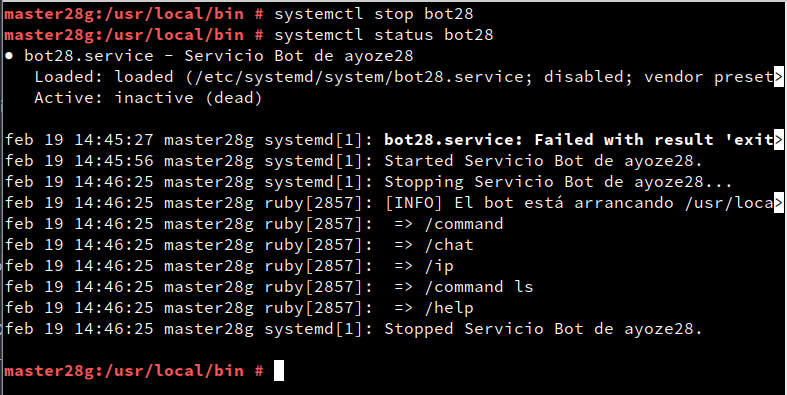 master28g:/usr/local/bin # systemctl stop bot28
master28g:/usr/local/bin # systemctl status bot28
● bot28.service - Servicio Bot de ayoze28
   Loaded: loaded (/etc/systemd/system/bot28.service; disabled; vendor preset>
   Active: inactive (dead)

feb 19 14:45:27 master28g systemd[1]: bot28.service: Failed with result 'exit>
feb 19 14:45:56 master28g systemd[1]: Started Servicio Bot de ayoze28.
feb 19 14:46:25 master28g systemd[1]: Stopping Servicio Bot de ayoze28...
feb 19 14:46:25 master28g ruby[2857]: [INFO] El bot está arrancando /usr/loca>
feb 19 14:46:25 master28g ruby[2857]:  => /command
feb 19 14:46:25 master28g ruby[2857]:  => /chat
feb 19 14:46:25 master28g ruby[2857]:  => /ip
feb 19 14:46:25 master28g ruby[2857]:  => /command ls
feb 19 14:46:25 master28g ruby[2857]:  => /help
feb 19 14:46:25 master28g systemd[1]: Stopped Servicio Bot de ayoze28.

master28g:/usr/local/bin #